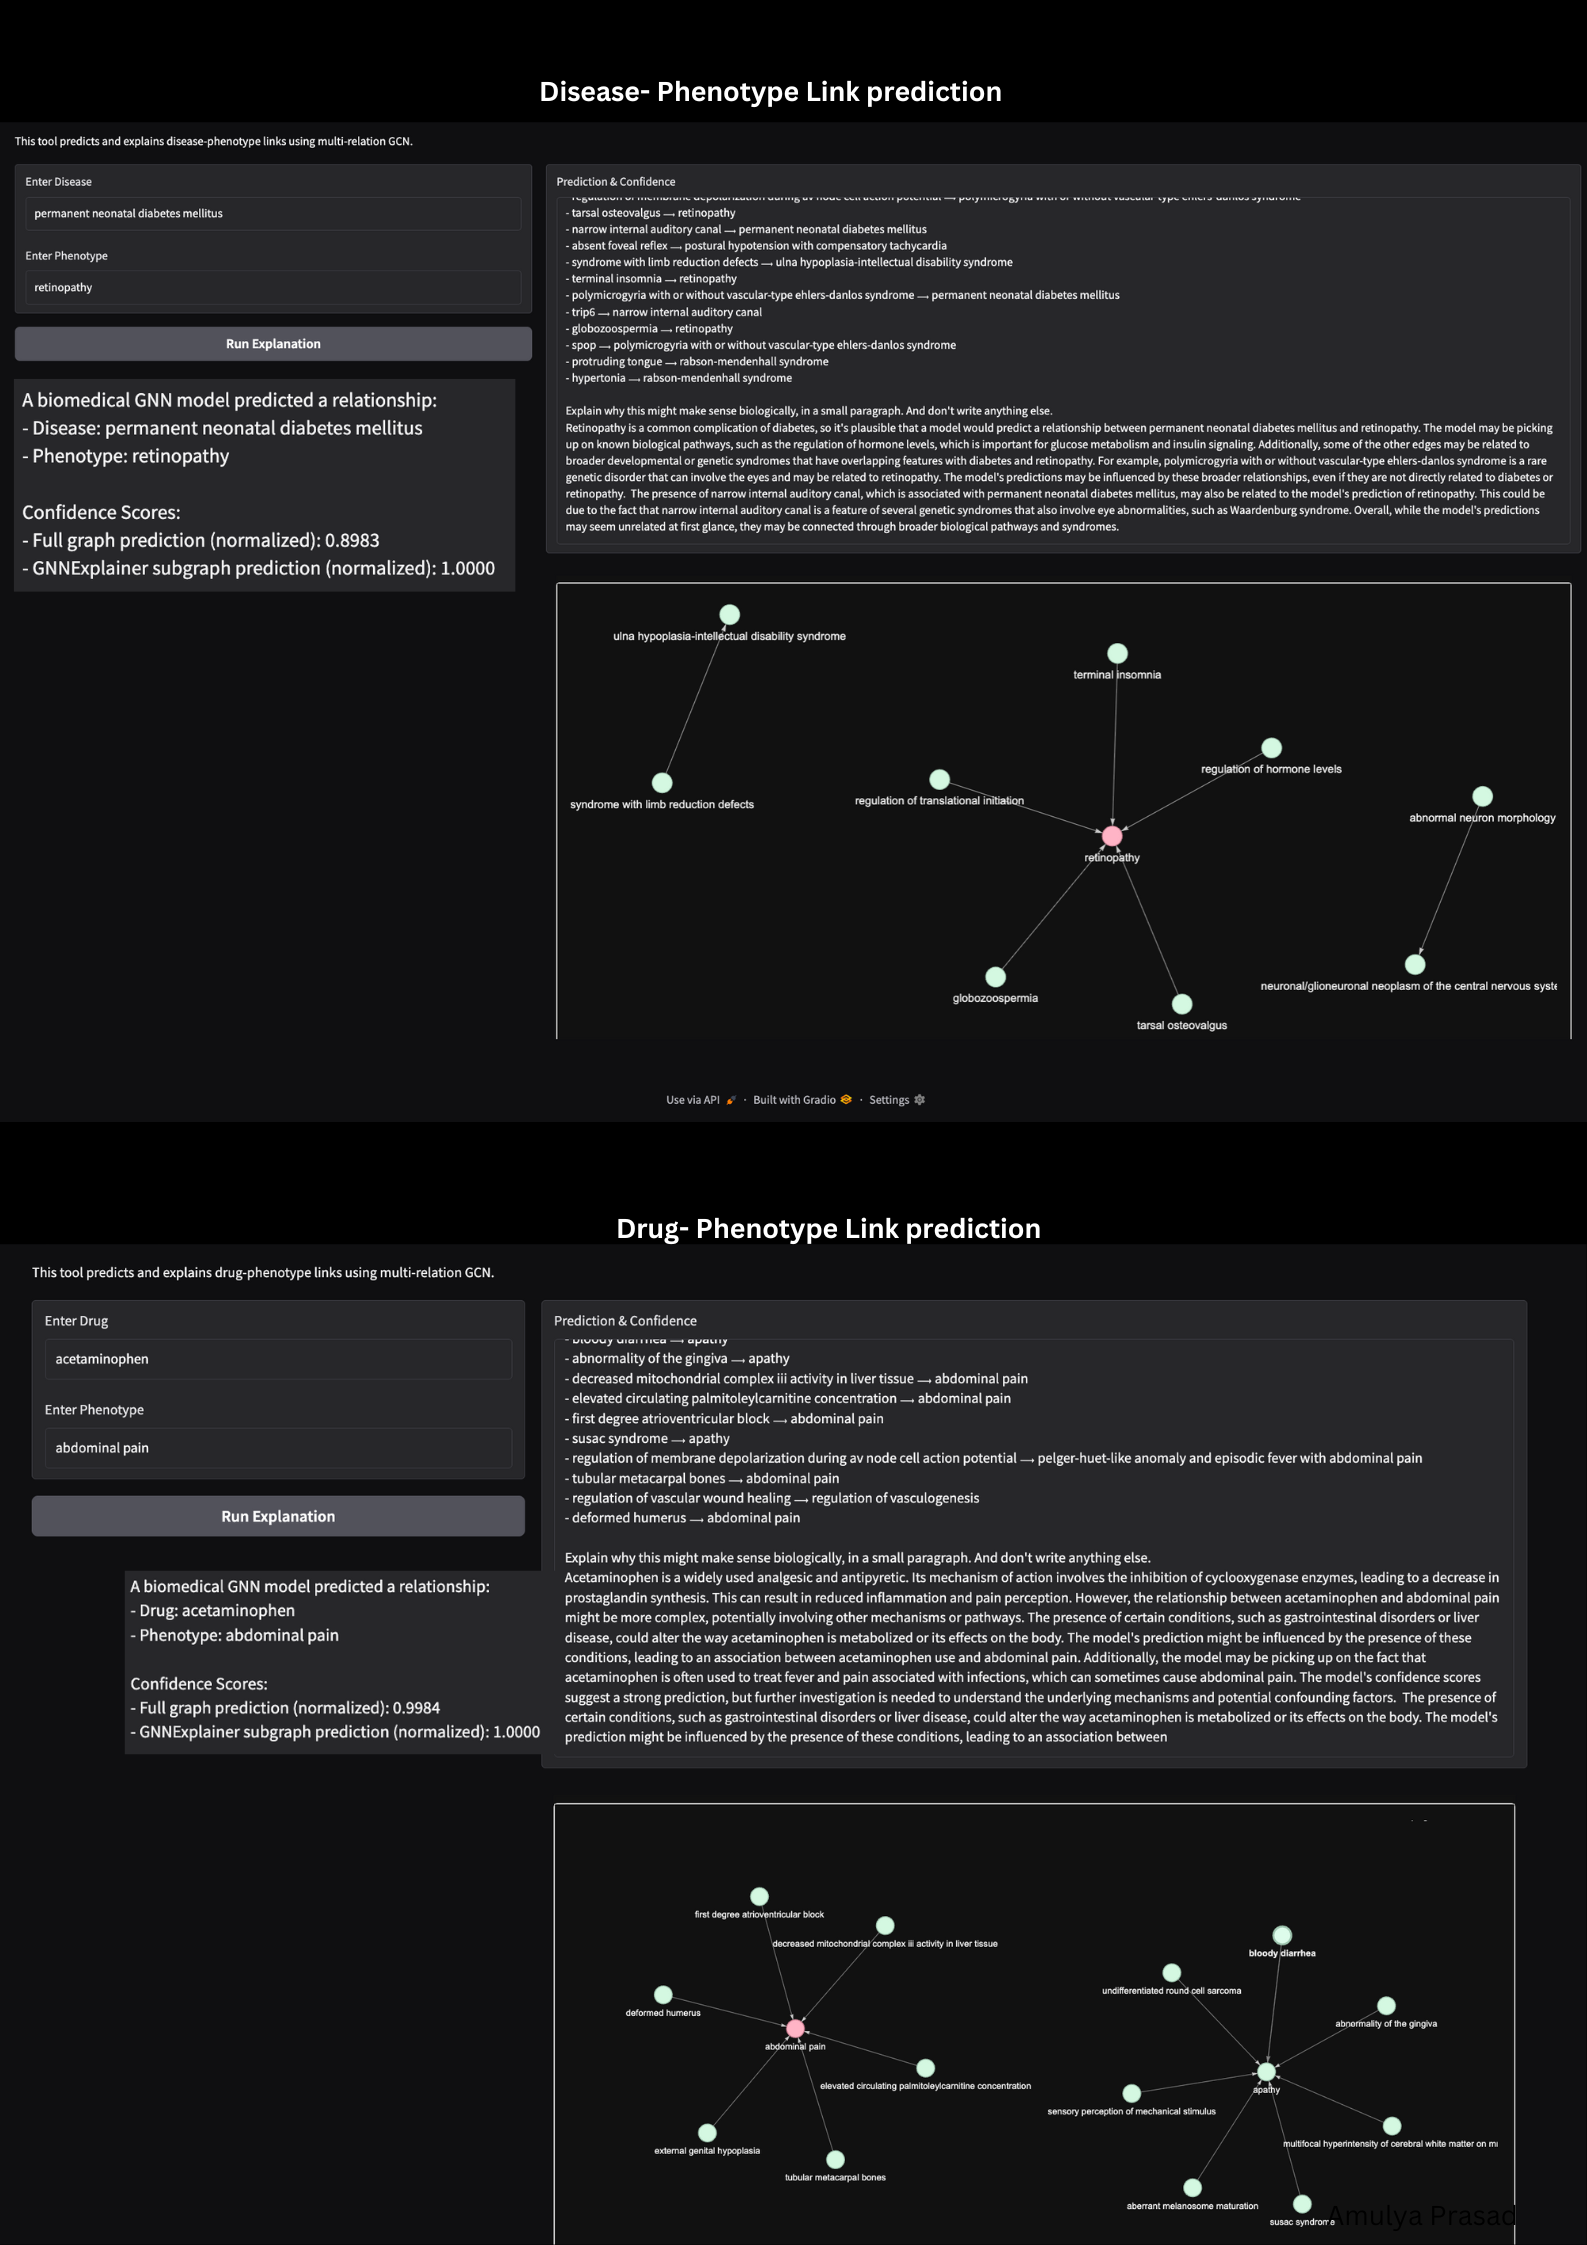 Disease- Phenotype Link prediction
This tool predicts and explains disease-phenotype links using multi-relation GCN.
Enter Disease
permanent neonatal diabetes mellitus
Enter Phenotype
retinopathy
Run Explanation
A biomedical GNN model predicted a relationship:
- Disease: permanent neonatal diabetes mellitus
- Phenotype: retinopathy
Confidence Scores:
- Full graph prediction (normalized): 0.8983
- GNNExplainer subgraph prediction (normalized): 1.0000
Prediction & Confidence
- regulation of membrane depolarization during av node cell action potential → polymicrogyria with or without vascular-type ehlers-danlos syndrome
- tarsal osteovalgus → retinopathy
- narrow internal auditory canal → permanent neonatal diabetes mellitus
- absent foveal reflex → postural hypotension with compensatory tachycardia
- syndrome with limb reduction defects → ulna hypoplasia-intellectual disability syndrome
- terminal insomnia → retinopathy
- polymicrogyria with or without vascular-type ehlers-danlos syndrome → permanent neonatal diabetes mellitus
- trip6 → narrow internal auditory canal
- globozoospermia → retinopathy
- spop → polymicrogyria with or without vascular-type ehlers-danlos syndrome
- protruding tongue → rabson-mendenhall syndrome
- hypertonia → rabson-mendenhall syndrome
Explain why this might make sense biologically, in a small paragraph. And don't write anything else.
Retinopathy is a common complication of diabetes, so it's plausible that a model would predict a relationship between permanent neonatal diabetes mellitus and retinopathy. The model may be picking
up on known biological pathways, such as the regulation of hormone levels, which is important for glucose metabolism and insulin signaling. Additionally, some of the other edges may be related to
broader developmental or genetic syndromes that have overlapping features with diabetes and retinopathy. For example, polymicrogyria with or without vascular-type ehlers-danlos syndrome is a rare
genetic disorder that can involve the eyes and may be related to retinopathy. The model's predictions may be influenced by these broader relationships, even if they are not directly related to diabetes or
retinopathy. The presence of narrow internal auditory canal, which is associated with permanent neonatal diabetes mellitus, may also be related to the model's prediction of retinopathy. This could be
due to the fact that narrow internal auditory canal is a feature of several genetic syndromes that also involve eye abnormalities, such as Waardenburg syndrome. Overall, while the model's predictions
may seem unrelated at first glance, they may be connected through broader biological pathways and syndromes.
ulna hypoplasia-intellectual disability syndrome
terminal insomnia
regulation of hormone levels
regulation of translational initiation
syndrome with limb reduction defects
abnormal neuron morphology
retinopathy
globozoospermia
neuronal/glioneuronal neoplasm of the central nervous syste
tarsal osteovalgus
Use via API · Built with Gradio · Settings
Drug- Phenotype Link prediction
This tool predicts and explains drug-phenotype links using multi-relation GCN.
Enter Drug
acetaminophen
Enter Phenotype
abdominal pain
Run Explanation
A biomedical GNN model predicted a relationship:
- Drug: acetaminophen
- Phenotype: abdominal pain
Confidence Scores:
- Full graph prediction (normalized): 0.9984
- GNNExplainer subgraph prediction (normalized): 1.0000
Prediction & Confidence
- bloody diarrhea → apathy
- abnormality of the gingiva → apathy
- decreased mitochondrial complex iii activity in liver tissue → abdominal pain
- elevated circulating palmitoleylcarnitine concentration → abdominal pain
- first degree atrioventricular block → abdominal pain
- susac syndrome → apathy
- regulation of membrane depolarization during av node cell action potential → pelger-huet-like anomaly and episodic fever with abdominal pain
- tubular metacarpal bones → abdominal pain
- regulation of vascular wound healing → regulation of vasculogenesis
- deformed humerus → abdominal pain
Explain why this might make sense biologically, in a small paragraph. And don't write anything else.
Acetaminophen is a widely used analgesic and antipyretic. Its mechanism of action involves the inhibition of cyclooxygenase enzymes, leading to a decrease in
prostaglandin synthesis. This can result in reduced inflammation and pain perception. However, the relationship between acetaminophen and abdominal pain
might be more complex, potentially involving other mechanisms or pathways. The presence of certain conditions, such as gastrointestinal disorders or liver
disease, could alter the way acetaminophen is metabolized or its effects on the body. The model's prediction might be influenced by the presence of these
conditions, leading to an association between acetaminophen use and abdominal pain. Additionally, the model may be picking up on the fact that
acetaminophen is often used to treat fever and pain associated with infections, which can sometimes cause abdominal pain. The model's confidence scores
suggest a strong prediction, but further investigation is needed to understand the underlying mechanisms and potential confounding factors. The presence of
certain conditions, such as gastrointestinal disorders or liver disease, could alter the way acetaminophen is metabolized or its effects on the body. The model's
prediction might be influenced by the presence of these conditions, leading to an association between
first degree atrioventricular block
decreased mitochondrial complex iii activity in liver tissue
bloody diarrhea
undifferentiated round cell sarcoma
deformed humerus
abnormality of the gingiva
abdominal pain
elevated circulating palmitoleylcarnitine concentration
apathy
sensory perception of mechanical stimulus
multifocal hyperintensity of cerebral white matter on mr
external genital hypoplasia
tubular metacarpal bones
aberrant melanosome maturation
susac syndrome
Amulya Prasad